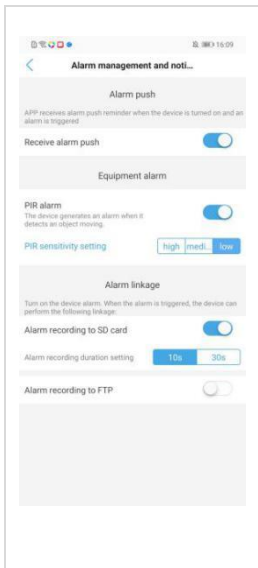 16:09
Alarm management and noti...
Alarm push
APP receives alarm push reminder when the device is turned on and an
alarm is triggered
Receive alarm push
Equipment alarm
PIR alarm
The device generates an alarm when it
detects an object moving.
PIR sensitivity setting
high medi... low
Alarm linkage
Turn on the device alarm. When the alarm is triggered, the device can
perform the following linkage:
Alarm recording to SD card
Alarm recording duration setting
10s 30s
Alarm recording to FTP